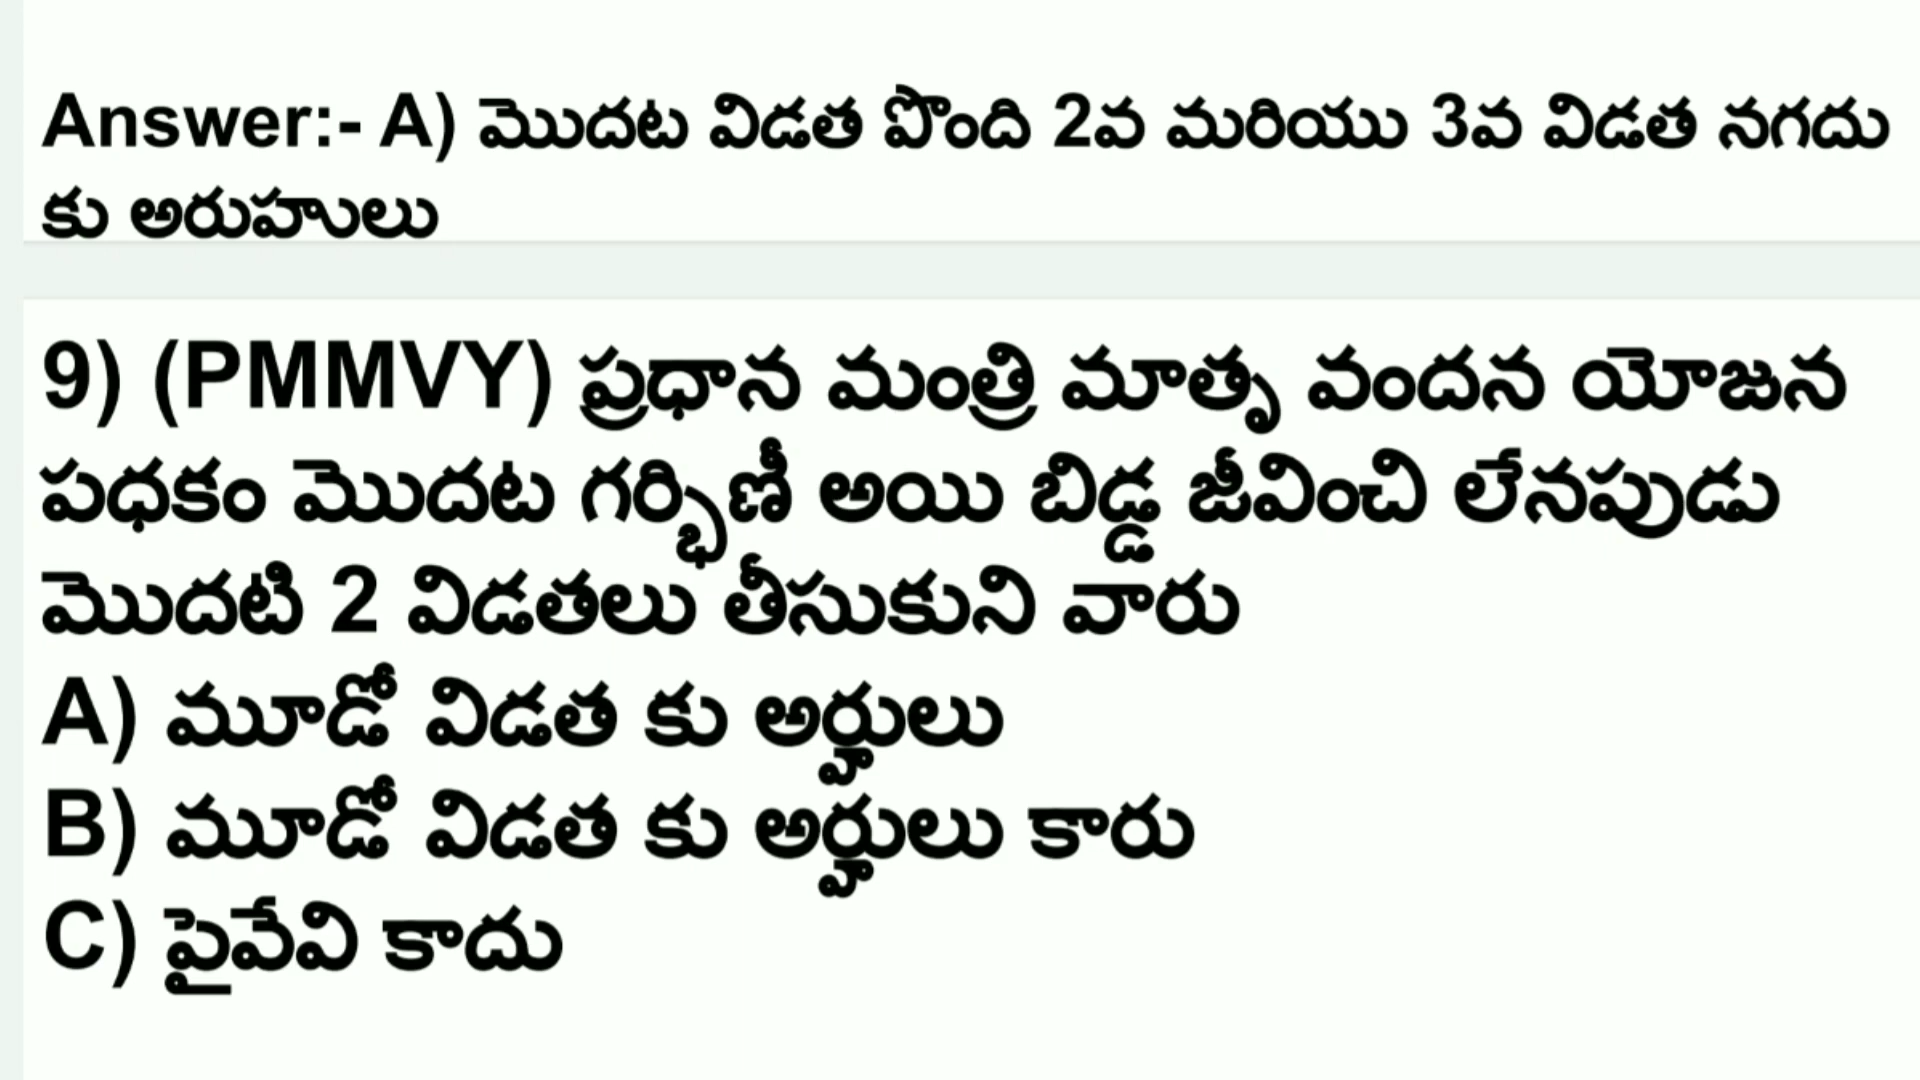 Answer:- A) మొదట విడత పొంది 2వ మరియు 3వ విడత నగదు
కు అరుహులు
9) (PMMVY) ప్రధాన మంత్రి మాతృ వందన యోజన
పధకం మొదట గర్భిణీ అయి బిడ్డ జీవించి లేనపుడు
మొదటి 2 విడతలు తీసుకుని వారు
A) మూడో విడత కు అర్హులు
B) మూడో విడత కు అర్హులు కారు
C) పైవేవి కాదు